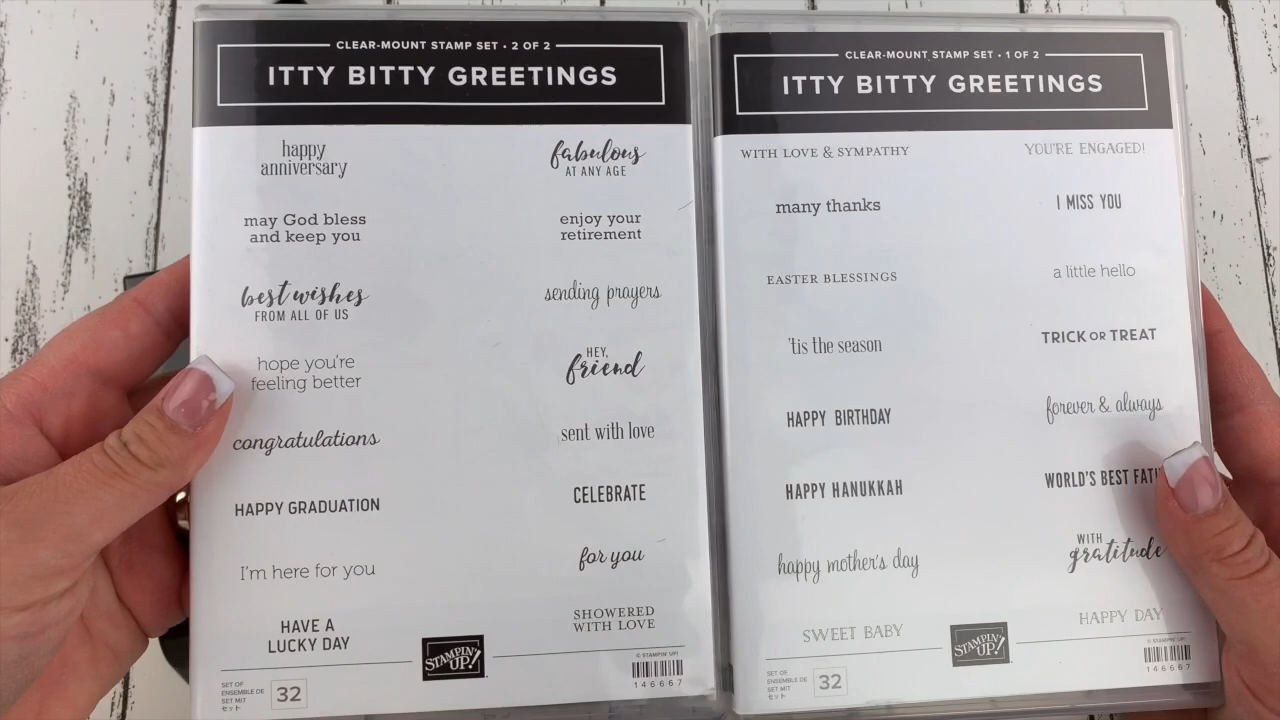 CLEAR-MOUNT STAMP SET • 2 OF 2
ITTY BITTY GREETINGS
happy
anniversary
fabulous
AT ANY AGE
may God bless
and keep you
enjoy your
retirement
best wishes
FROM ALL OF US
sending prayers
hope you're
feeling better
HEY,
friend
congratulations
sent with love
HAPPY GRADUATION
CELEBRATE
I'm here for you
for you
HAVE A
LUCKY DAY
SHOWERED
WITH LOVE
SET OF
ENSEMBLE DE
SET MIT
セット
32
STAMPIN'
UP!
© STAMPIN' UP!
146667
CLEAR-MOUNT STAMP SET • 1 OF 2
ITTY BITTY GREETINGS
WITH LOVE & SYMPATHY
YOU'RE ENGAGED!
many thanks
I MISS YOU
EASTER BLESSINGS
a little hello
'tis the season
TRICK OR TREAT
HAPPY BIRTHDAY
forever & always
HAPPY HANUKKAH
WORLD'S BEST
happy mother's day
WITH
gratitude
SWEET BABY
HAPPY DAY
SET OF
ENSEMBLE DE
SET MIT
セット
32
STAMPIN'
UP!
© STAMPIN' UP!
146667